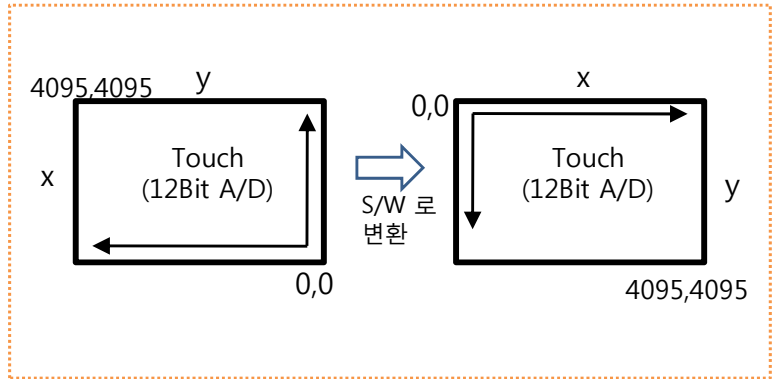 4095,4095
y
x
Touch
(12Bit A/D)
0,0
S/W 로
변환
x
0,0
Touch
(12Bit A/D)
y
4095,4095